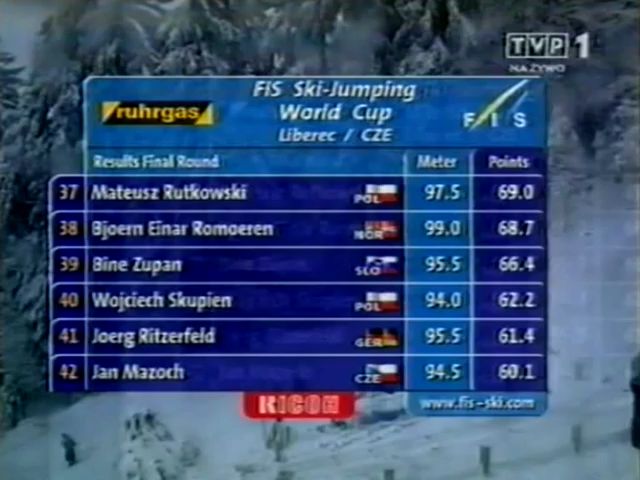 TVP 1
NA ŻYWO
ruhrgas
FIS Ski-Jumping
World Cup
Liberec / CZE
FIS
Results Final Round Meter Points
37 Mateusz Rutkowski POL 97.5 69.0
38 Bjoern Einar Romoeren NOR 99.0 68.7
39 Bine Zupan SLO 95.5 66.4
40 Wojciech Skupien POL 94.0 62.2
41 Joerg Ritzerfeld GER 95.5 61.4
42 Jan Mazoch CZE 94.5 60.1
RICOH www.fis-ski.com